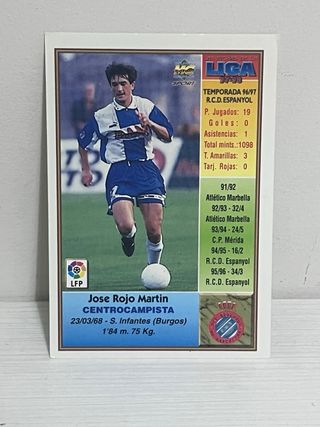 MC
SPORT
LIGA
97-98
TEMPORADA 96/97
R.C.D. ESPANYOL
P. Jugados: 19
Goles: 0
Asistencias: 1
Total mints.:1098
T. Amarillas: 3
Tarj. Rojas: 0
91/92
Atlético Marbella
92/93 - 32/4
Atlético Marbella
93/94 - 24/5
C.P. Mérida
94/95 - 16/2
R.C.D. Espanyol
95/96 - 34/3
R.C.D. Espanyol
LFP
Jose Rojo Martin
CENTROCAMPISTA
23/03/68 - S. Infantes (Burgos)
1'84 m. 75 Kg.